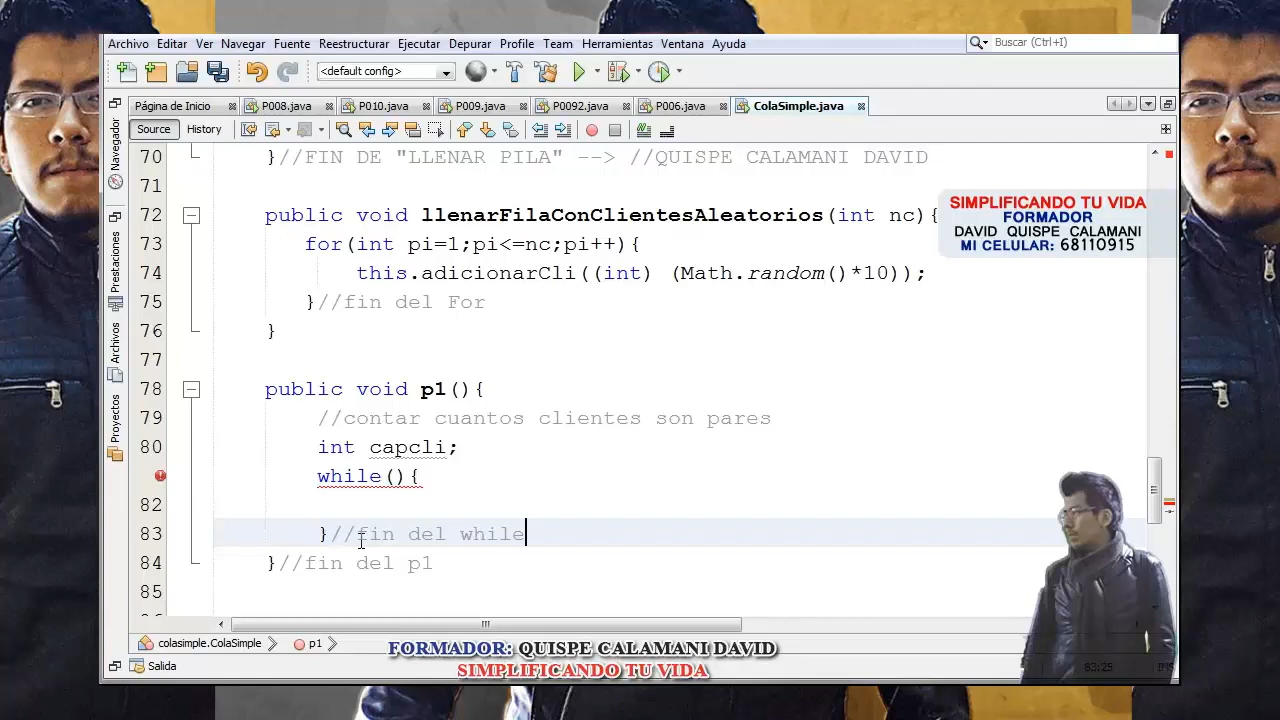 Archivo Editar Ver Navegar Fuente Reestructurar Ejecutar Depurar Profile Team Herramientas Ventana Ayuda
Buscar (Ctrl+I)
<default config>
Página de Inicio P008.java P010.java P009.java P0092.java P006.java ColaSimple.java
Source History
Navegador
Prestaciones
Archivos
Proyectos
70 }//FIN DE "LLENAR PILA" --> //QUISPE CALAMANI DAVID
71
72 public void llenarFilaConClientesAleatorios(int nc){
73 for(int pi=1;pi<=nc;pi++){
74 this.adicionarCli((int) (Math.random()*10));
75 }//fin del For
76 }
77
78 public void p1(){
79 //contar cuantos clientes son pares
80 int capcli;
while(){
82
83 }//fin del while
84 }//fin del p1
85
SIMPLIFICANDO TU VIDA
FORMADOR
DAVID QUISPE CALAMANI
MI CELULAR: 68110915
colasimple.ColaSimple p1
FORMADOR: QUISPE CALAMANI DAVID
SIMPLIFICANDO TU VIDA
Salida
83:25 INS